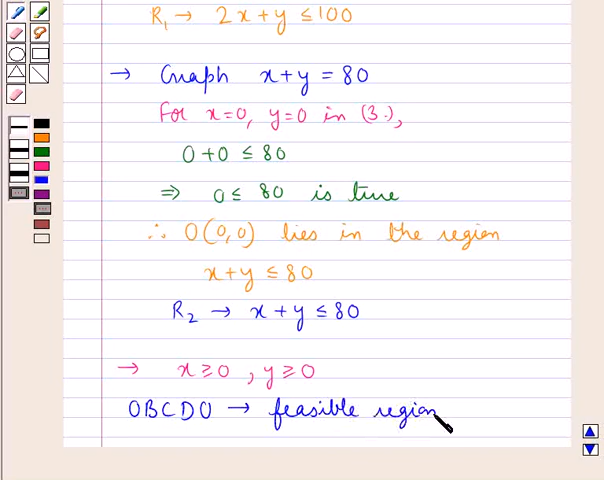 R₁ → 2x+y ≤ 100
→ Graph x+y = 80
For x=0, y=0 in (3.),
0+0 ≤ 80
⇒ 0 ≤ 80 is true
∴ O(0,0) lies in the region
x+y ≤ 80
R₂ → x+y ≤ 80
→ x ≥ 0 , y ≥ 0
OBCDO → feasible region